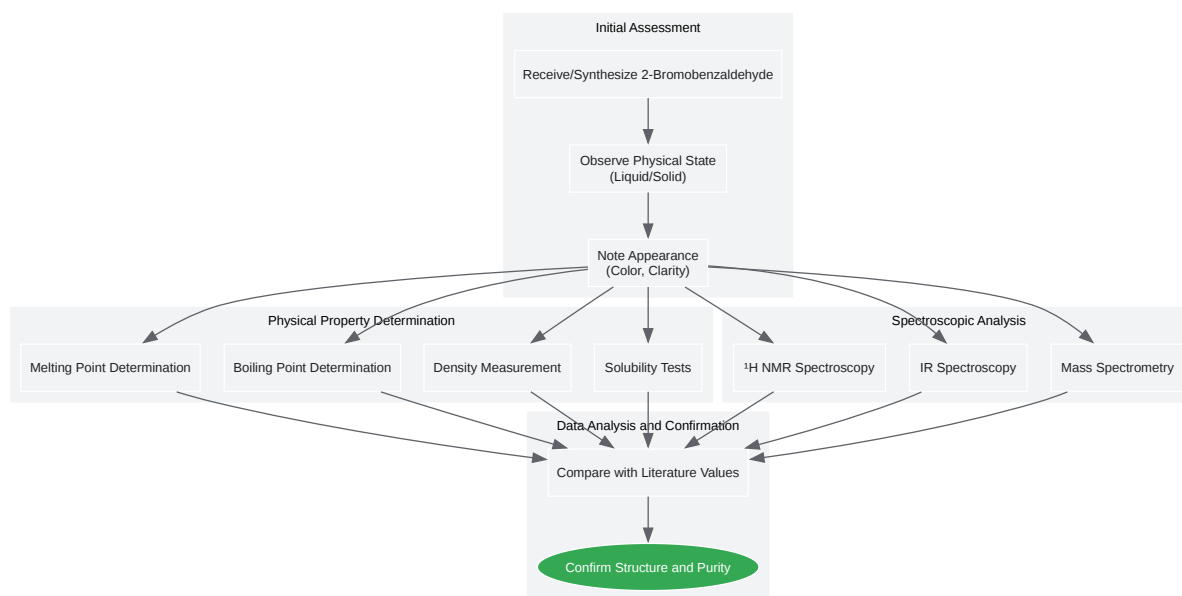 Initial Assessment
Receive/Synthesize 2-Bromobenzaldehyde
Observe Physical State
(Liquid/Solid)
Note Appearance
(Color, Clarity)
Physical Property Determination
Spectroscopic Analysis
Melting Point Determination
Boiling Point Determination
Density Measurement
Solubility Tests
¹H NMR Spectroscopy
IR Spectroscopy
Mass Spectrometry
Data Analysis and Confirmation
Compare with Literature Values
Confirm Structure and Purity